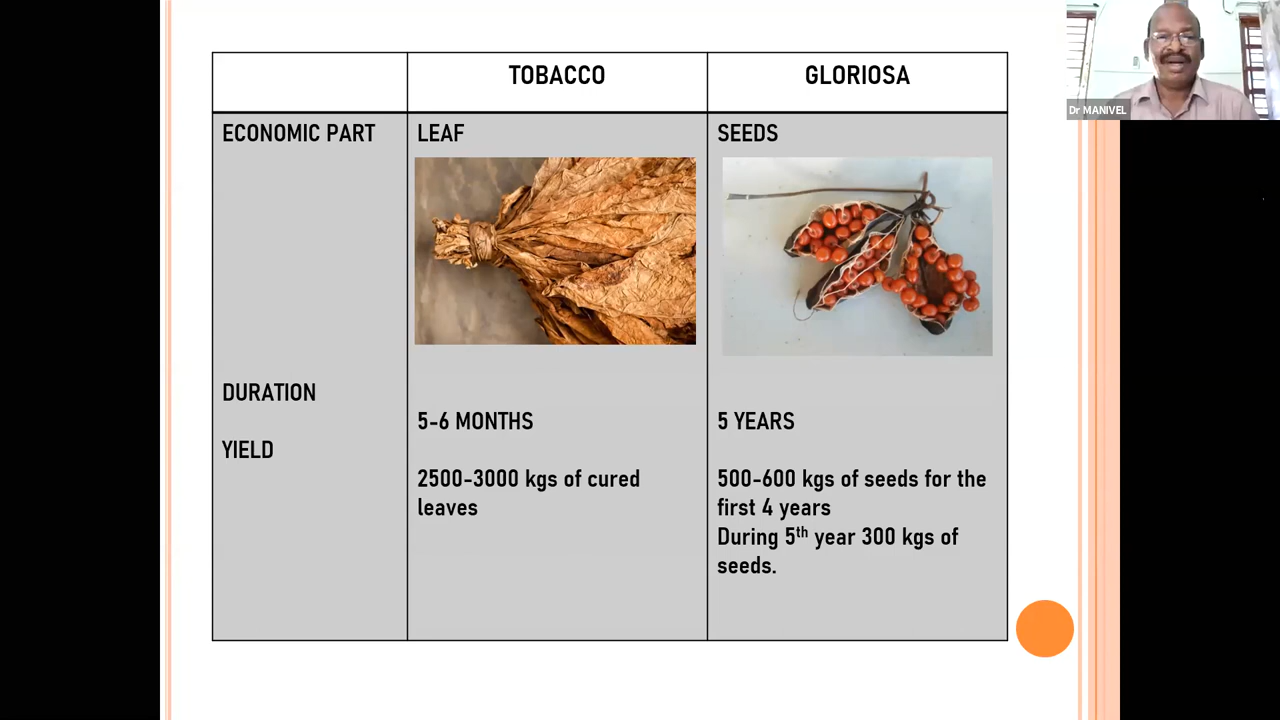 TOBACCO
GLORIOSA
ECONOMIC PART
LEAF
SEEDS
DURATION
5-6 MONTHS
5 YEARS
YIELD
2500-3000 kgs of cured
leaves
500-600 kgs of seeds for the
first 4 years
During 5th year 300 kgs of
seeds.
Dr MANIVEL